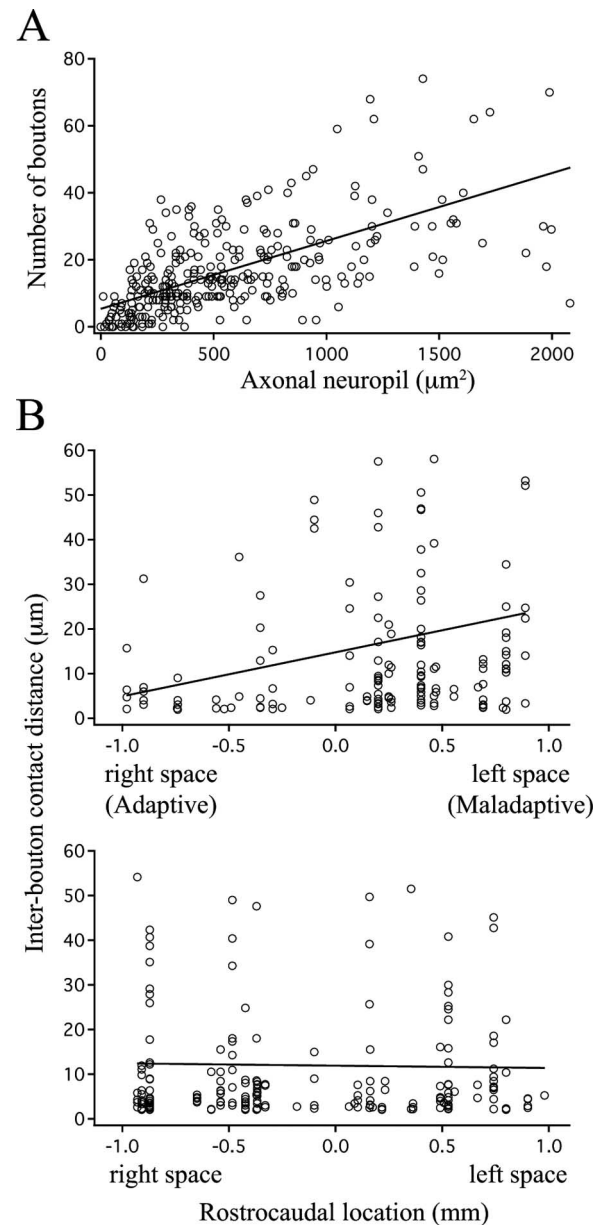 A
80
60
40
20
0
Number of boutons
0 500 1000 1500 2000
Axonal neuropil (μm²)
B
60
50
40
30
20
10
0
-1.0 -0.5 0.0 0.5 1.0
right space left space
(Adaptive) (Maladaptive)
Inter-bouton contact distance (μm)
60
50
40
30
20
10
0
-1.0 -0.5 0.0 0.5 1.0
right space left space
Rostrocaudal location (mm)